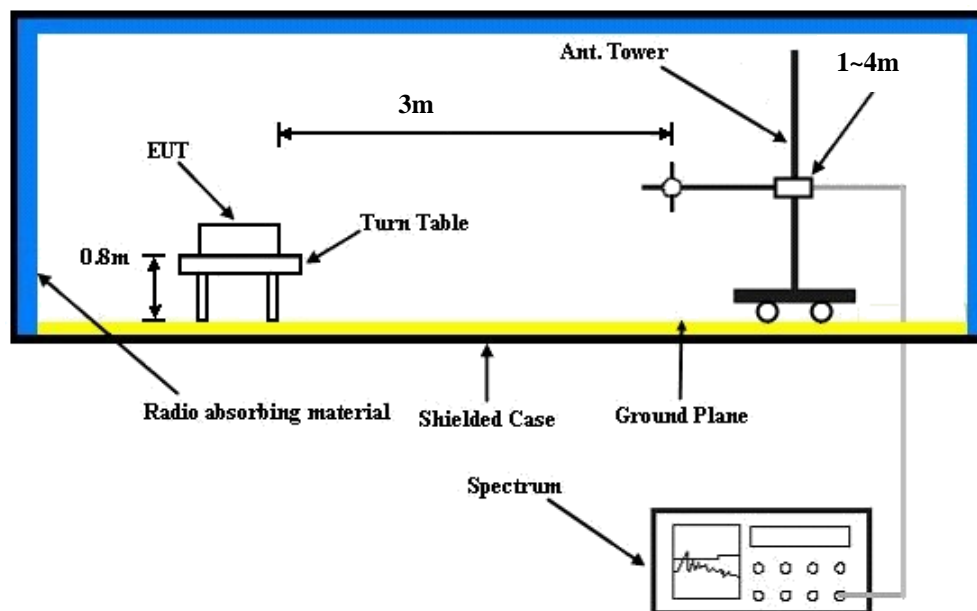 Ant. Tower
1~4m
3m
EUT
Turn Table
0.8m
Radio absorbing material
Shielded Case
Ground Plane
Spectrum